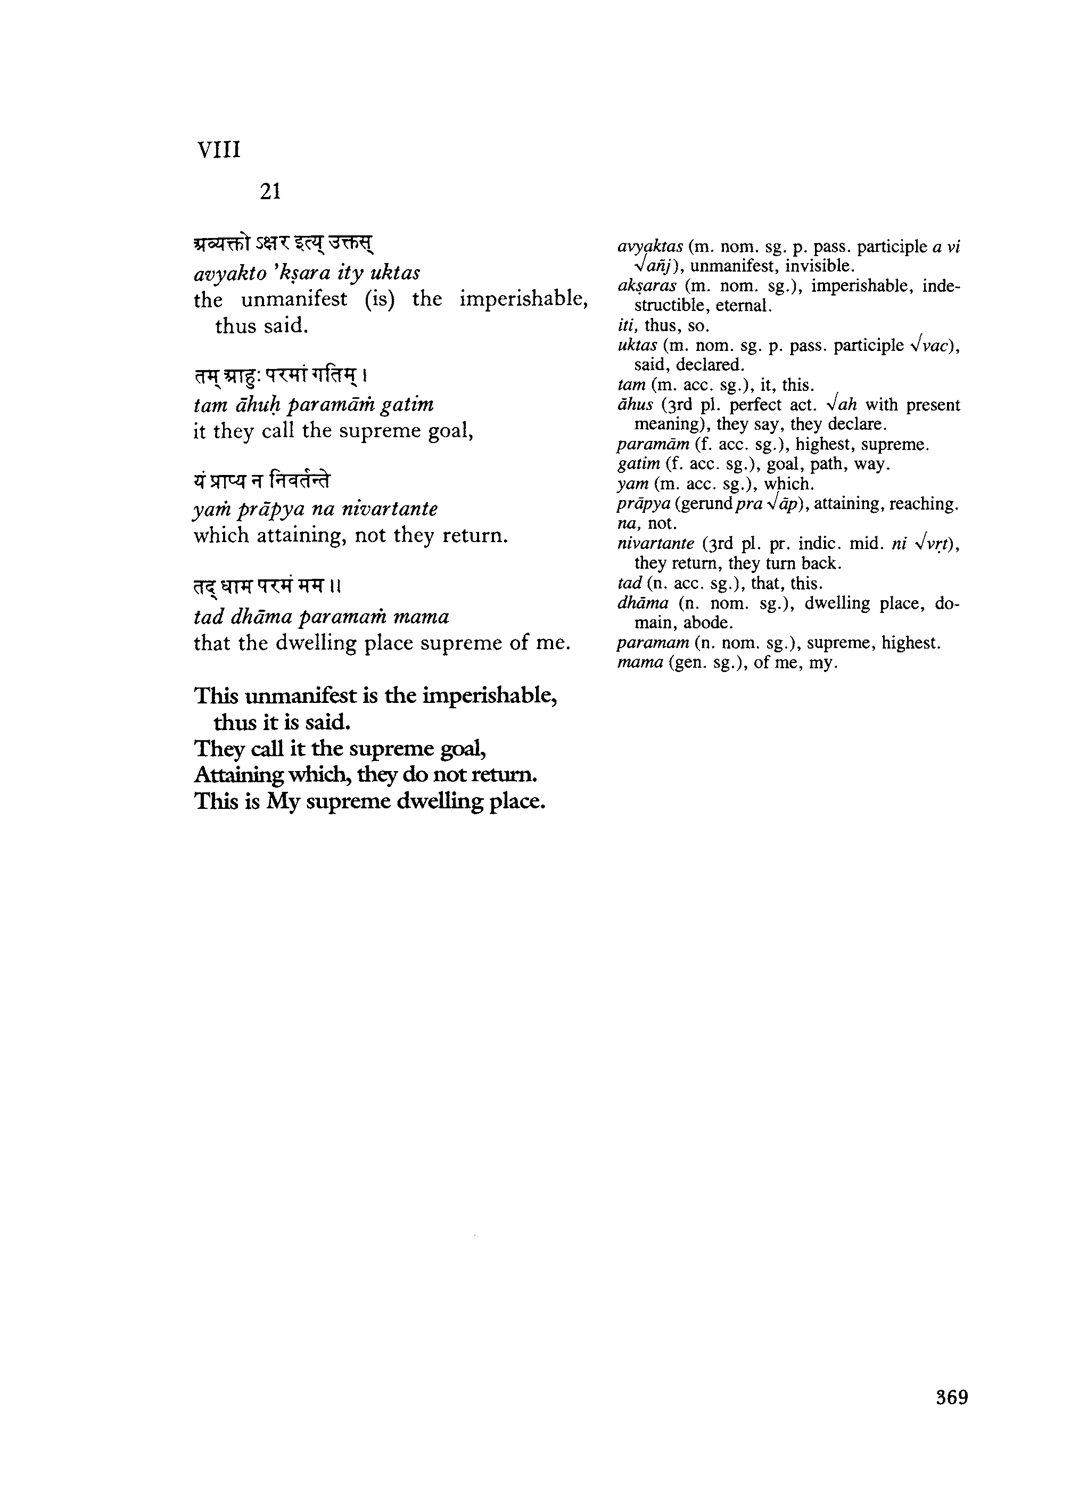 VIII
21
अव्यक्तो ऽक्षर इत्य् उक्तस्
avyakto 'kṣara ity uktas
the unmanifest (is) the imperishable,
thus said.
तम् आहुः परमां गतिम् ।
tam āhuḥ paramāṁ gatim
it they call the supreme goal,
यं प्राप्य न निवर्तन्ते
yaṁ prāpya na nivartante
which attaining, not they return.
तद् धाम परमं मम ॥
tad dhāma paramaṁ mama
that the dwelling place supreme of me.
This unmanifest is the imperishable,
thus it is said.
They call it the supreme goal,
Attaining which, they do not return.
This is My supreme dwelling place.
avyaktas (m. nom. sg. p. pass. participle a vi
√añj), unmanifest, invisible.
akṣaras (m. nom. sg.), imperishable, inde-
structible, eternal.
iti, thus, so.
uktas (m. nom. sg. p. pass. participle √vac),
said, declared.
tam (m. acc. sg.), it, this.
āhus (3rd pl. perfect act. √ah with present
meaning), they say, they declare.
paramām (f. acc. sg.), highest, supreme.
gatim (f. acc. sg.), goal, path, way.
yam (m. acc. sg.), which.
prāpya (gerund pra √āp), attaining, reaching.
na, not.
nivartante (3rd pl. pr. indic. mid. ni √vṛt),
they return, they turn back.
tad (n. acc. sg.), that, this.
dhāma (n. nom. sg.), dwelling place, do-
main, abode.
paramam (n. nom. sg.), supreme, highest.
mama (gen. sg.), of me, my.
369